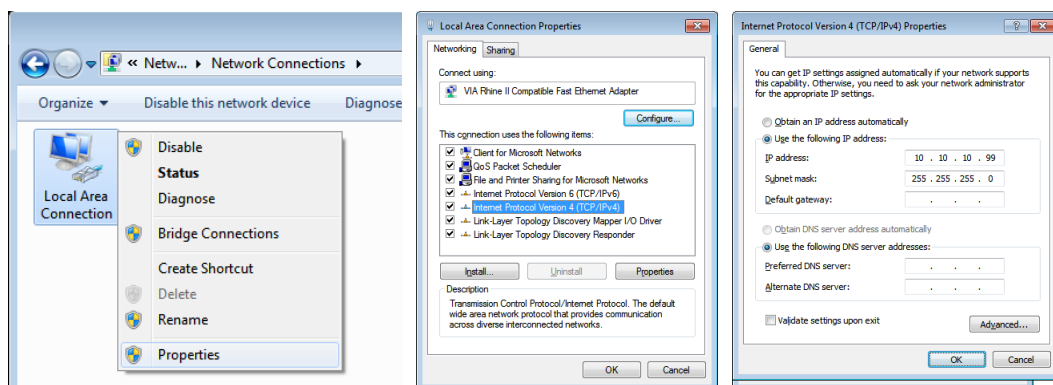 « Netw... ▸ Network Connections ▸
Organize ▾ Disable this network device Diagnose
Local Area
Connection
Disable
Status
Diagnose
Bridge Connections
Create Shortcut
Delete
Rename
Properties
Local Area Connection Properties
Networking Sharing
Connect using:
VIA Rhine II Compatible Fast Ethernet Adapter
Configure...
This connection uses the following items:
Client for Microsoft Networks
QoS Packet Scheduler
File and Printer Sharing for Microsoft Networks
Internet Protocol Version 6 (TCP/IPv6)
Internet Protocol Version 4 (TCP/IPv4)
Link-Layer Topology Discovery Mapper I/O Driver
Link-Layer Topology Discovery Responder
Install... Uninstall Properties
Description
Transmission Control Protocol/Internet Protocol. The default
wide area network protocol that provides communication
across diverse interconnected networks.
OK Cancel
Internet Protocol Version 4 (TCP/IPv4) Properties
General
You can get IP settings assigned automatically if your network supports
this capability. Otherwise, you need to ask your network administrator
for the appropriate IP settings.
Obtain an IP address automatically
Use the following IP address:
IP address: 10 . 10 . 10 . 99
Subnet mask: 255 . 255 . 255 . 0
Default gateway: . . .
Obtain DNS server address automatically
Use the following DNS server addresses:
Preferred DNS server: . . .
Alternate DNS server: . . .
Validate settings upon exit
Advanced...
OK Cancel